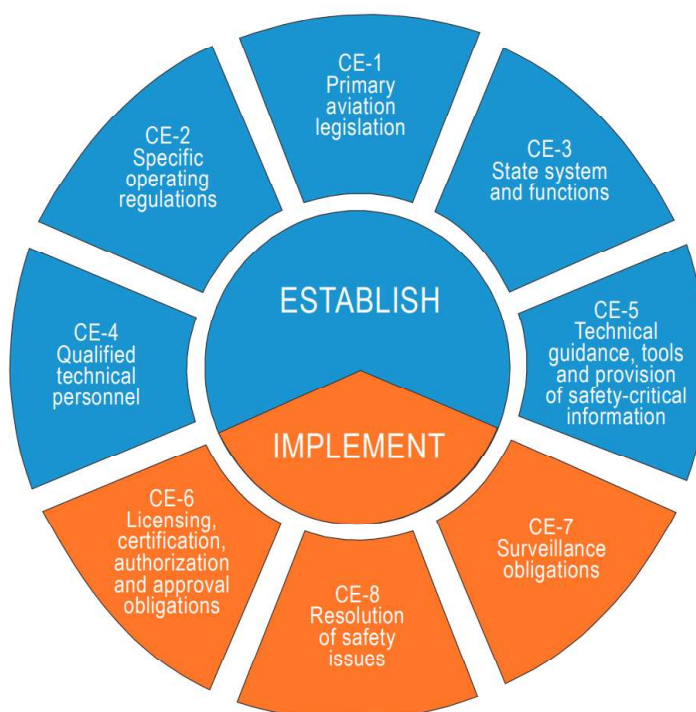 CE-1
Primary
aviation
legislation
CE-2
Specific
operating
regulations
CE-3
State system
and functions
ESTABLISH
CE-4
Qualified
technical
personnel
CE-5
Technical
guidance, tools
and provision
of safety-critical
information
IMPLEMENT
CE-6
Licensing,
certification,
authorization
and approval
obligations
CE-8
Resolution
of safety
issues
CE-7
Surveillance
obligations